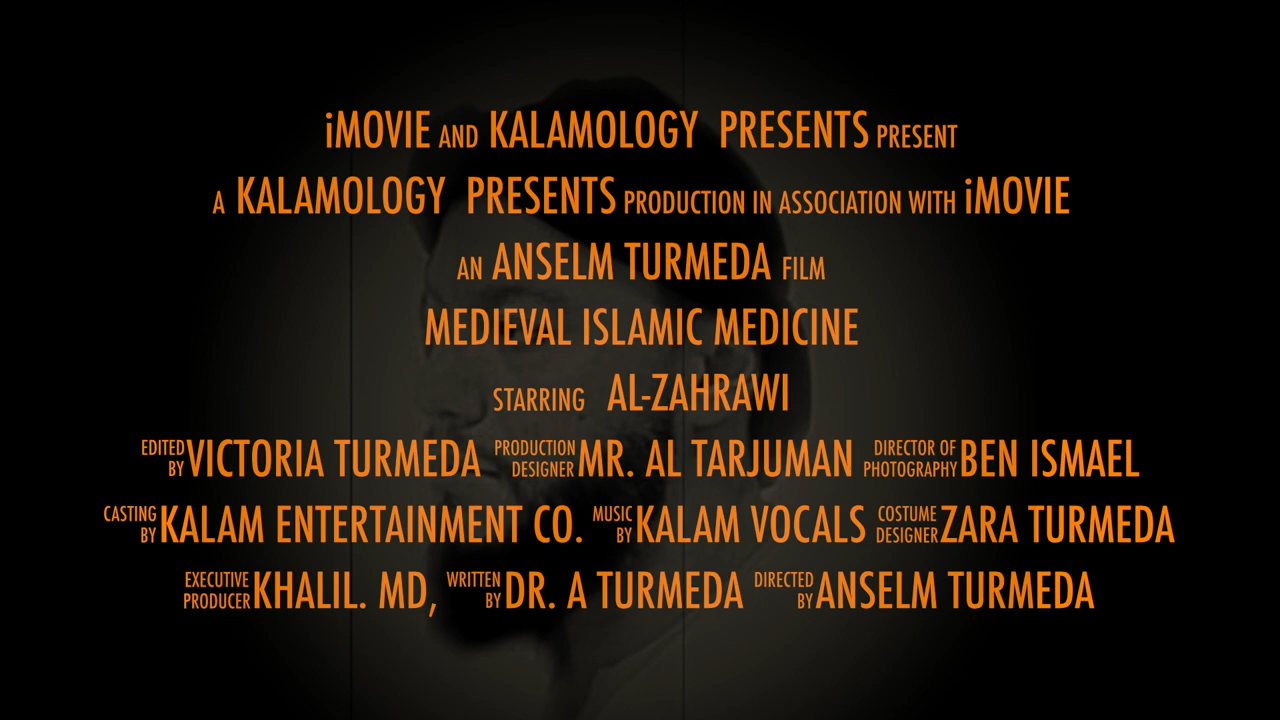 iMOVIE AND KALAMOLOGY PRESENTS PRESENT
A KALAMOLOGY PRESENTS PRODUCTION IN ASSOCIATION WITH iMOVIE
AN ANSELM TURMEDA FILM
MEDIEVAL ISLAMIC MEDICINE
STARRING AL-ZAHRAWI
EDITED BY VICTORIA TURMEDA PRODUCTION DESIGNER MR. AL TARJUMAN DIRECTOR OF PHOTOGRAPHY BEN ISMAEL
CASTING BY KALAM ENTERTAINMENT CO. MUSIC BY KALAM VOCALS COSTUME DESIGNER ZARA TURMEDA
EXECUTIVE PRODUCER KHALIL. MD, WRITTEN BY DR. A TURMEDA DIRECTED BY ANSELM TURMEDA